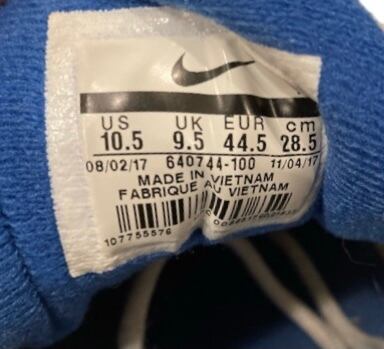 US UK EUR cm
10.5 9.5 44.5 28.5
08/02/17 640744-100 11/04/17
MADE IN VIETNAM
FABRIQUE AU VIETNAM
107755576